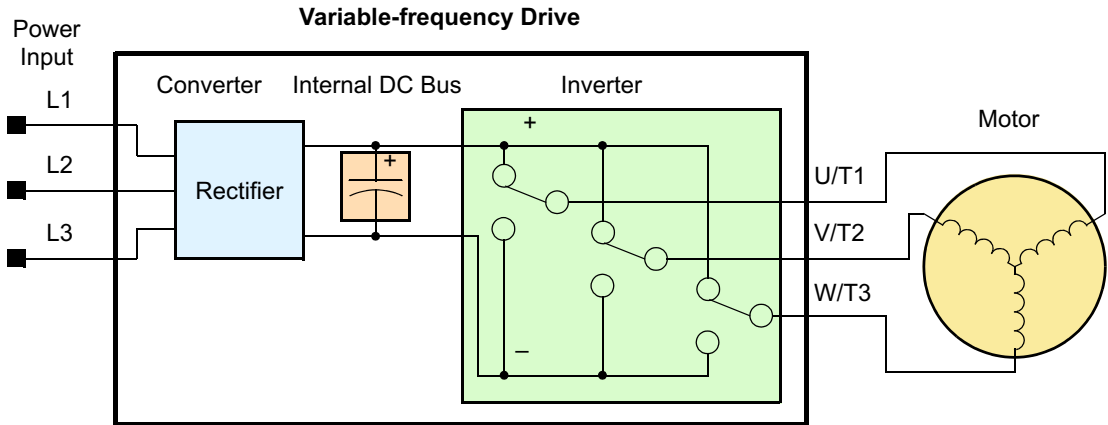 Variable-frequency Drive
Power
Input
Converter
Internal DC Bus
Inverter
L1
+
Motor
+
L2
Rectifier
U/T1
L3
V/T2
W/T3
–